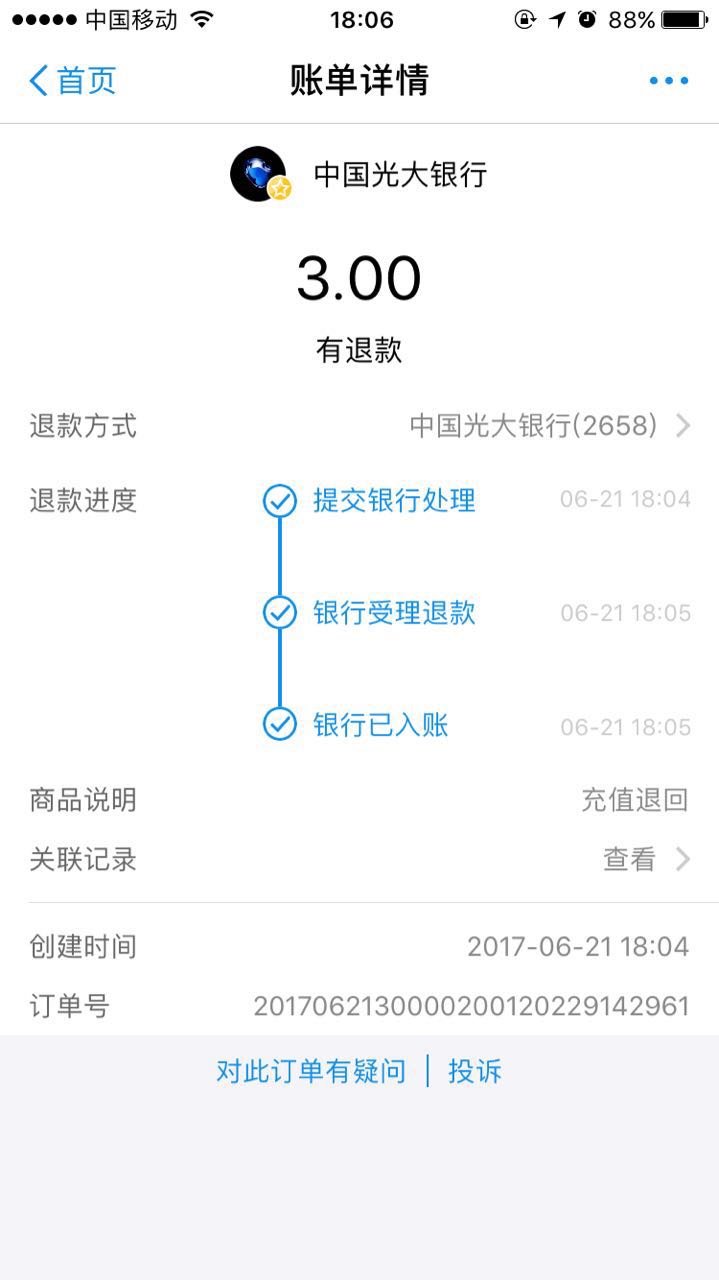 中国移动 18:06 88%
首页 账单详情
中国光大银行
3.00
有退款
退款方式 中国光大银行(2658)
退款进度 提交银行处理 06-21 18:04
银行受理退款 06-21 18:05
银行已入账 06-21 18:05
商品说明 充值退回
关联记录 查看
创建时间 2017-06-21 18:04
订单号 2017062130000200120229142961
对此订单有疑问 | 投诉